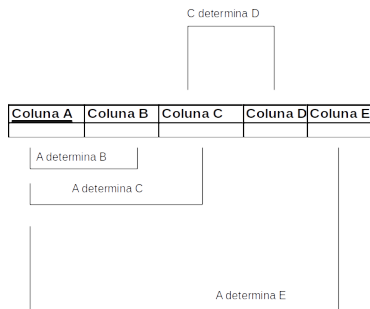 C determina D
Coluna A Coluna B Coluna C Coluna D Coluna E
A determina B
A determina C
A determina E